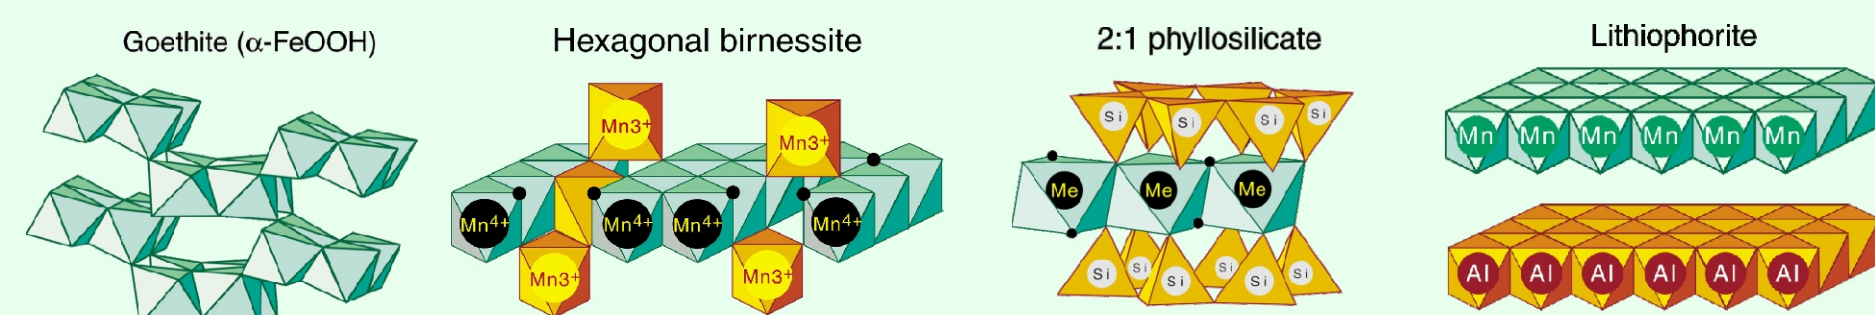 Goethite (α-FeOOH)
Hexagonal birnessite
2:1 phyllosilicate
Lithiophorite
Mn3+
Mn3+
Mn4+
Mn4+
Mn4+
Mn4+
Mn3+
Mn3+
Si
Si
Si
Si
Me
Me
Me
Si
Si
Si
Si
Si
Mn
Mn
Mn
Mn
Mn
Mn
Al
Al
Al
Al
Al
Al